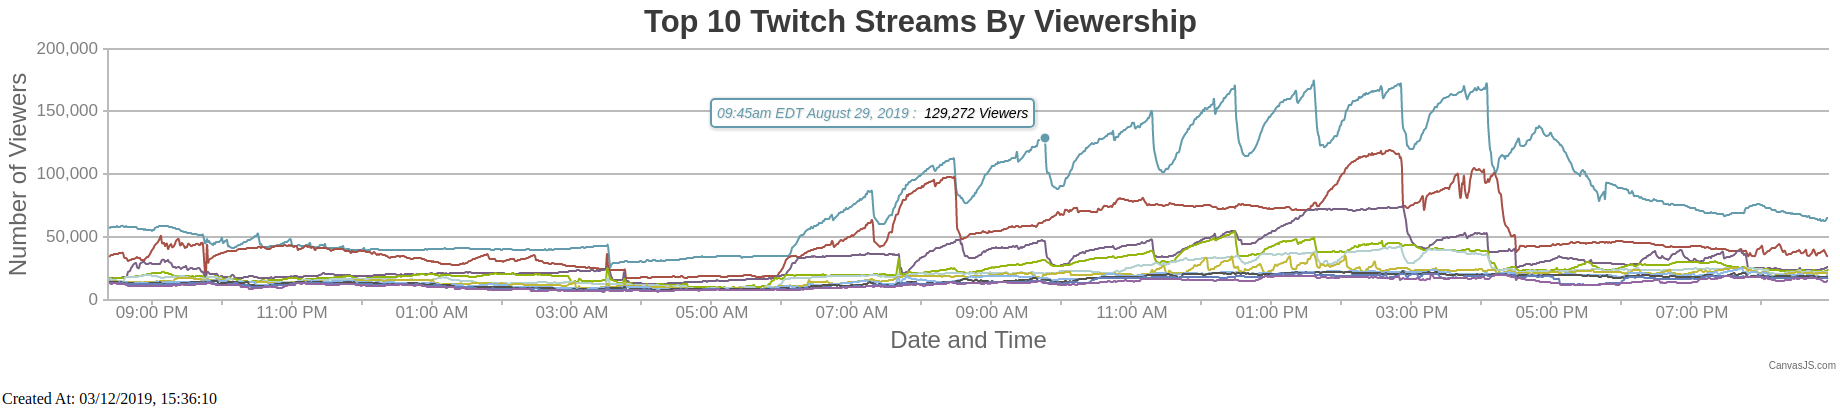 Top 10 Twitch Streams By Viewership
200,000
150,000
100,000
50,000
0
Number of Viewers
09:45am EDT August 29, 2019 : 129,272 Viewers
09:00 PM 11:00 PM 01:00 AM 03:00 AM 05:00 AM 07:00 AM 09:00 AM 11:00 AM 01:00 PM 03:00 PM 05:00 PM 07:00 PM
Date and Time
CanvasJS.com
Created At: 03/12/2019, 15:36:10